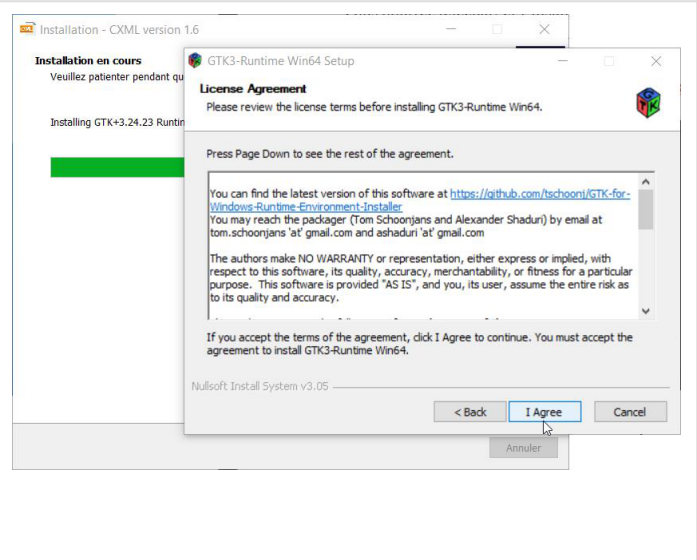 Installation - CXML version 1.6
Installation en cours
Veuillez patienter pendant qu
Installing GTK+3.24.23 Runtin
GTK3-Runtime Win64 Setup
License Agreement
Please review the license terms before installing GTK3-Runtime Win64.
Press Page Down to see the rest of the agreement.
You can find the latest version of this software at https://github.com/tschoonj/GTK-for-
Windows-Runtime-Environment-Installer
You may reach the packager (Tom Schoonjans and Alexander Shaduri) by email at
tom.schoonjans 'at' gmail.com and ashaduri 'at' gmail.com
The authors make NO WARRANTY or representation, either express or implied, with
respect to this software, its quality, accuracy, merchantability, or fitness for a particular
purpose.  This software is provided "AS IS", and you, its user, assume the entire risk as
to its quality and accuracy.
If you accept the terms of the agreement, click I Agree to continue. You must accept the
agreement to install GTK3-Runtime Win64.
Nullsoft Install System v3.05
< Back
I Agree
Cancel
Annuler